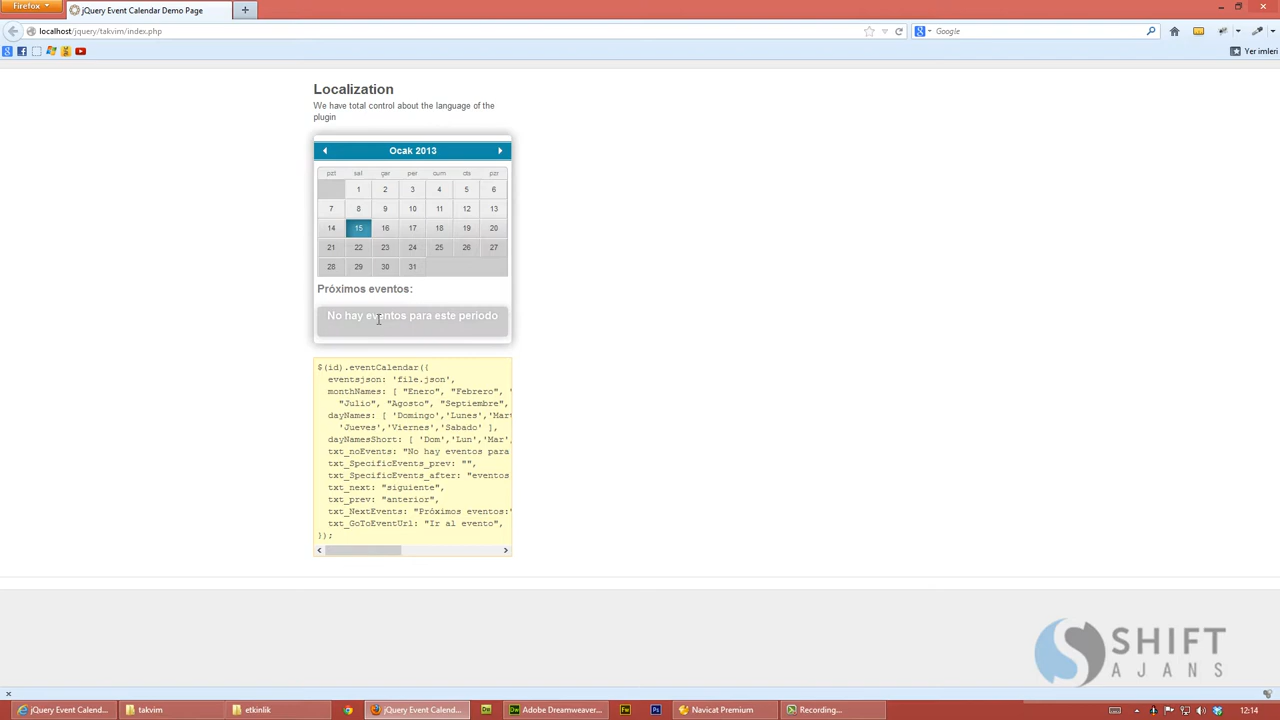 Firefox
jQuery Event Calendar Demo Page
localhost/jquery/takvim/index.php
Google
Yer imleri
Localization
We have total control about the language of the
plugin
Ocak 2013
pzt sal çar per cum cts pzr
1 2 3 4 5 6
7 8 9 10 11 12 13
14 15 16 17 18 19 20
21 22 23 24 25 26 27
28 29 30 31
Próximos eventos:
No hay eventos para este periodo
$(id).eventCalendar({
eventsjson: 'file.json',
monthNames: [ "Enero", "Febrero", "
"Julio", "Agosto", "Septiembre",
dayNames: [ 'Domingo','Lunes','Mart
'Jueves','Viernes','Sabado' ],
dayNamesShort: [ 'Dom','Lun','Mar',
txt_noEvents: "No hay eventos para
txt_SpecificEvents_prev: "",
txt_SpecificEvents_after: "eventos
txt_next: "siguiente",
txt_prev: "anterior",
txt_NextEvents: "Próximos eventos:"
txt_GoToEventUrl: "Ir al evento",
});
SHIFT
AJANS
jQuery Event Calend... takvim etkinlik jQuery Event Calend... Adobe Dreamweaver... Navicat Premium Recording... 12:14